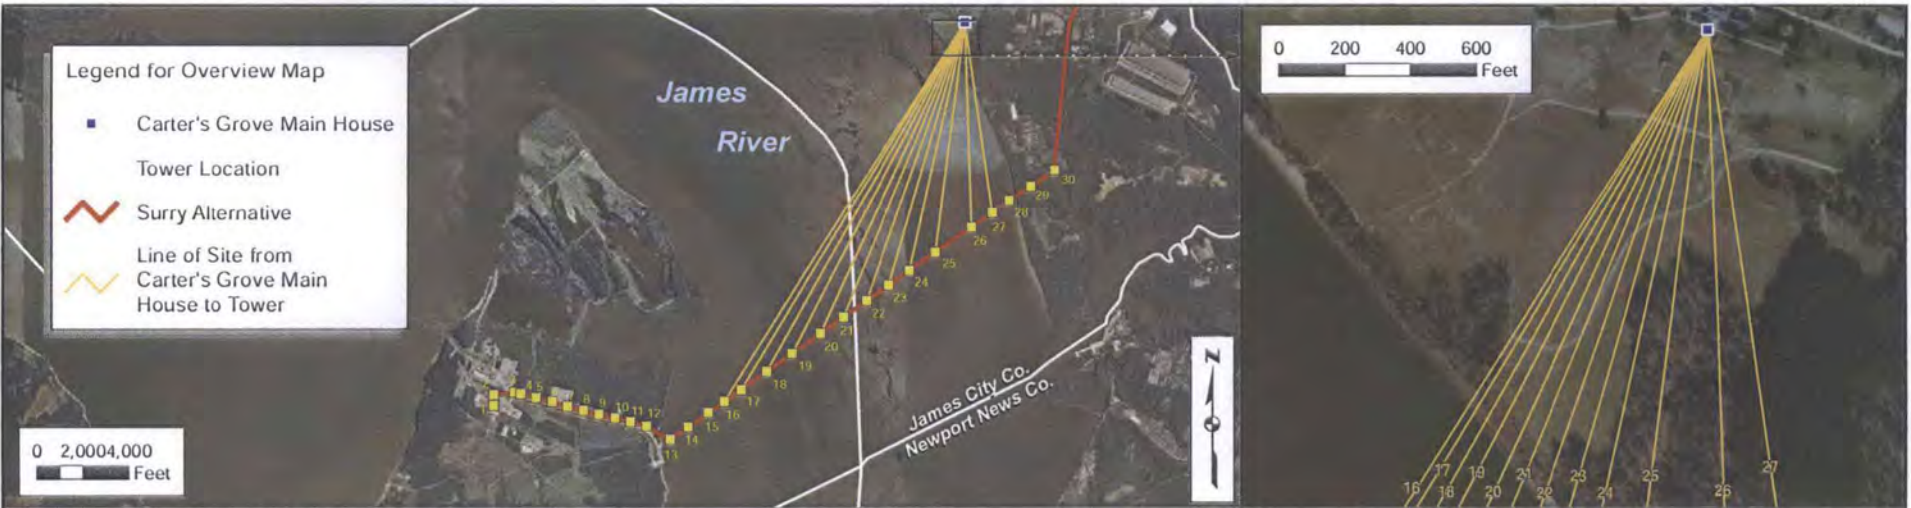 Legend for Overview Map
Carter's Grove Main House
Tower Location
Surry Alternative
Line of Site from
Carter's Grove Main
House to Tower
James
River
0 2,0004,000
Feet
1
2
3
4
5
8
9
10
11
12
13
14
15
16
17
18
19
20
21
22
23
24
25
26
27
28
29
30
James City Co.
Newport News Co.
N
0 200 400 600
Feet
16
17
18
19
20
21
22
23
24
25
26
27